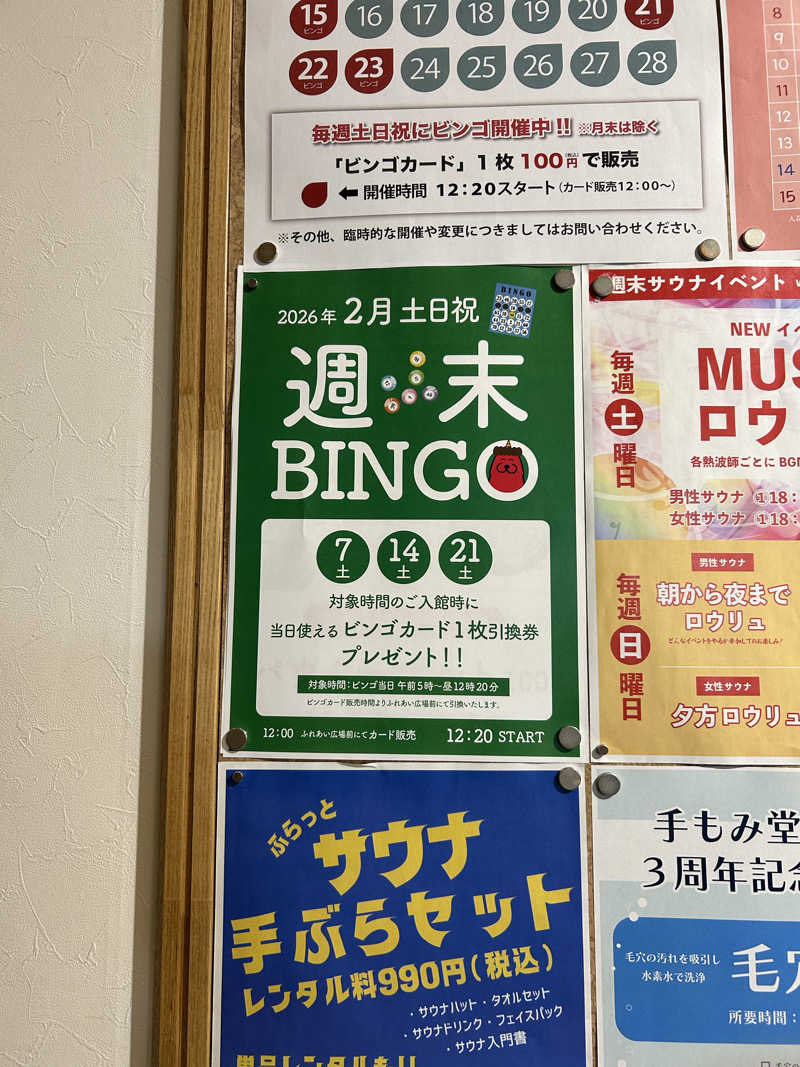 15 16 17 18 19 20 21
ビンゴ ビンゴ
22 23 24 25 26 27 28
ビンゴ ビンゴ
毎週土日祝にビンゴ開催中!! ※月末は除く
「ビンゴカード」1枚100円(税込)で販売
⬅ 開催時間 12:20スタート(カード販売12:00〜)
※その他、臨時的な開催や変更につきましてはお問い合わせください。
8
9
10
11
12
13
14
15
2026年 2月 土日祝
BINGO
週末
BINGO
7 14 21
土 土 土
対象時間のご入館時に
当日使える ビンゴカード1枚引換券
プレゼント!!
対象時間:ビンゴ当日 午前5時〜昼12時20分
ビンゴカード販売時間よりふれあい広場前にて引換いたします。
12:00 ふれあい広場前にてカード販売 12:20 START
週末サウナイベント
NEW イベ
毎週土曜日
MUS
ロウ
各熱波師ごとに BG
男性サウナ ①18:
女性サウナ ①18:
毎週日曜日
男性サウナ
朝から夜まで
ロウリュ
女性サウナ
夕方ロウリュ
ふらっと
サウナ
手ぶらセット
レンタル料990円(税込)
・サウナハット・タオルセット
・サウナドリンク・フェイスパック
・サウナ入門書
単品レンタルも!!
手もみ堂
3周年記念
毛穴の汚れを吸引し
水素水で洗浄
毛穴
所要時間: